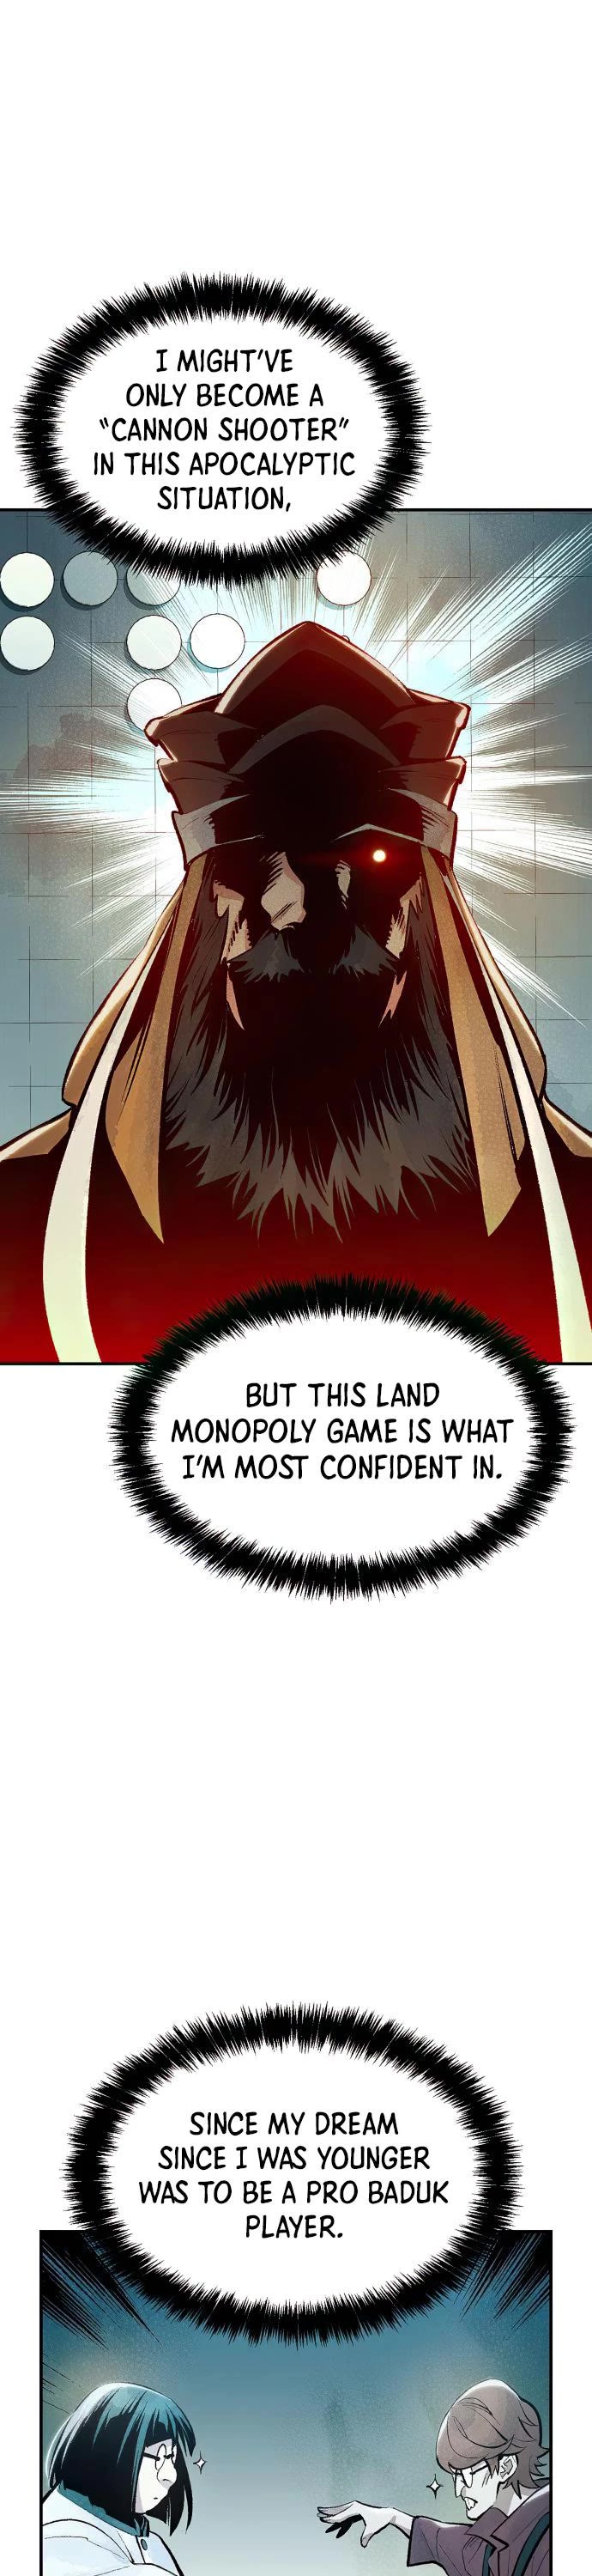 I MIGHT'VE
ONLY BECOME A
"CANNON SHOOTER"
IN THIS APOCALYPTIC
SITUATION,
BUT THIS LAND
MONOPOLY GAME IS WHAT
I'M MOST CONFIDENT IN.
SINCE MY DREAM
SINCE I WAS YOUNGER
WAS TO BE A PRO BADUK
PLAYER.